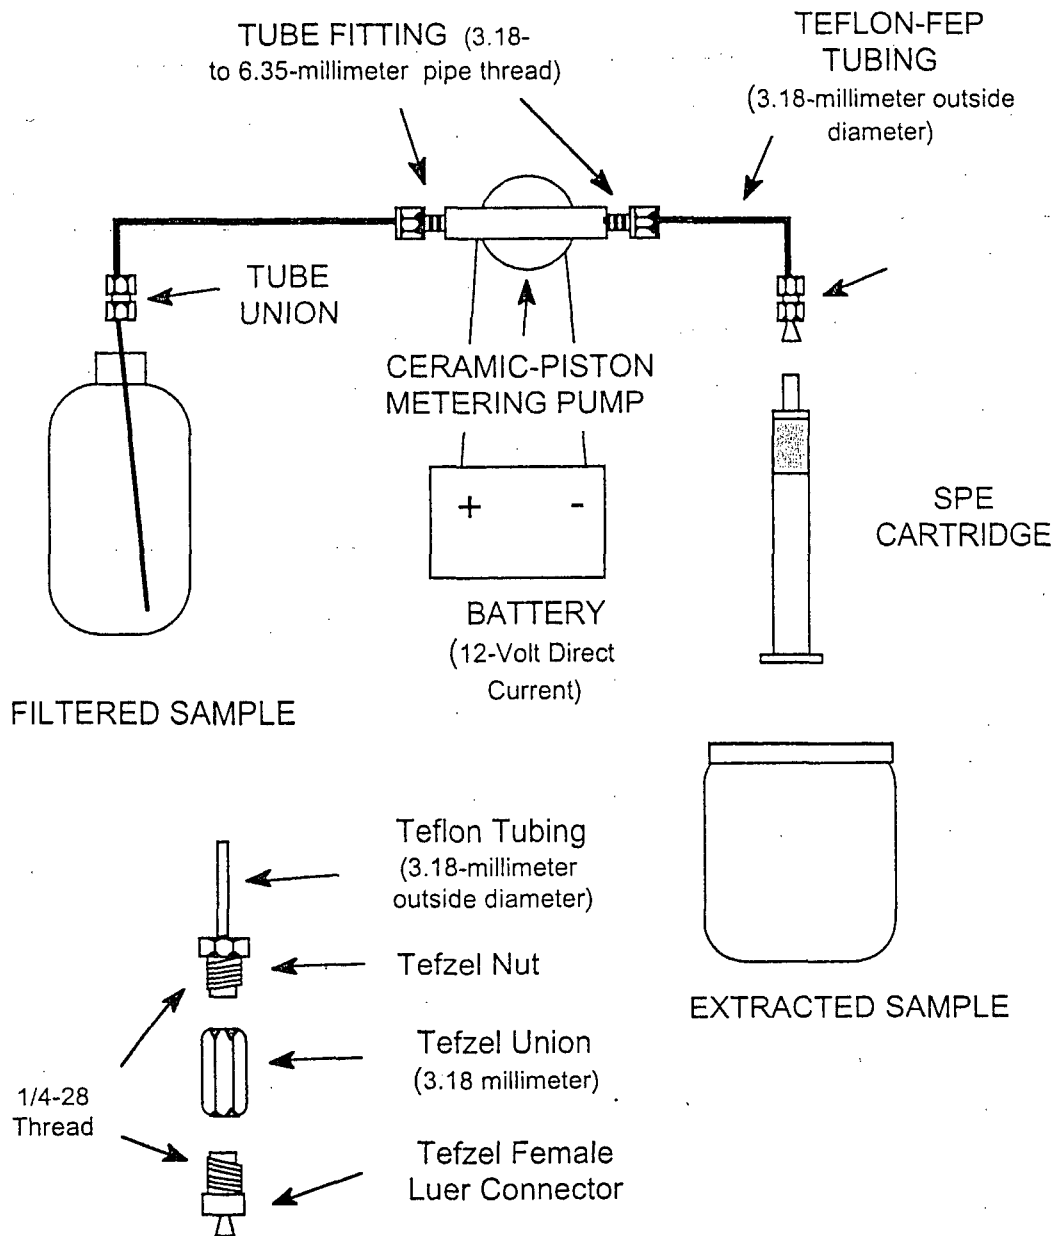 TUBE FITTING (3.18-
to 6.35-millimeter pipe thread)
TEFLON-FEP
TUBING
(3.18-millimeter outside
diameter)
TUBE
UNION
CERAMIC-PISTON
METERING PUMP
+ -
BATTERY
(12-Volt Direct
Current)
SPE
CARTRIDGE
FILTERED SAMPLE
EXTRACTED SAMPLE
Teflon Tubing
(3.18-millimeter
outside diameter)
Tefzel Nut
Tefzel Union
(3.18 millimeter)
1/4-28
Thread
Tefzel Female
Luer Connector